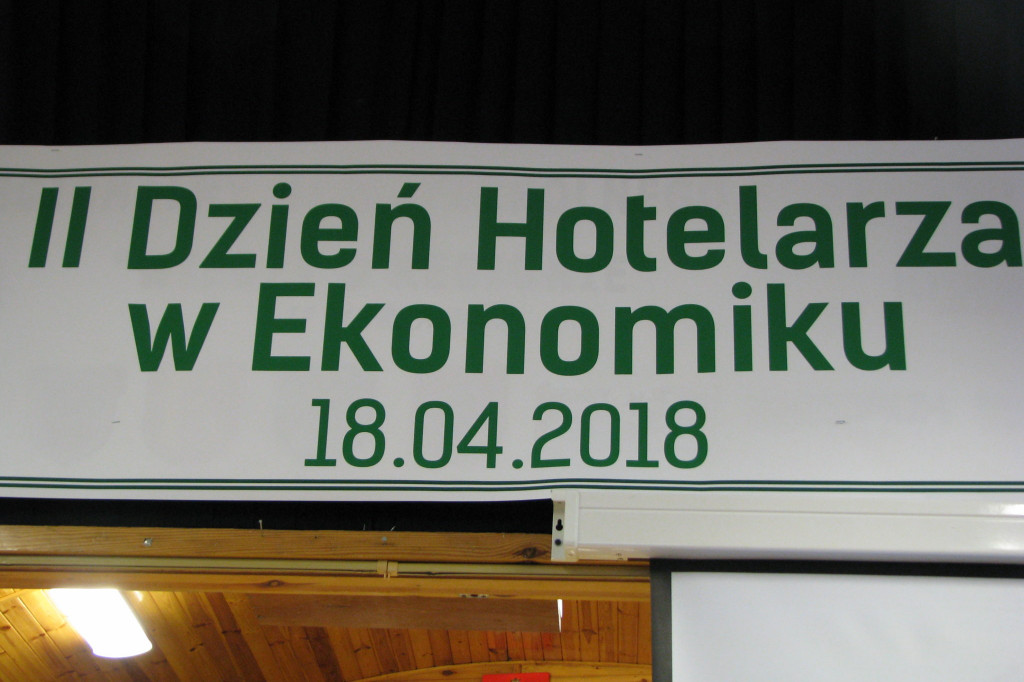 II Dzień Hotelarza
w Ekonomiku
18.04.2018